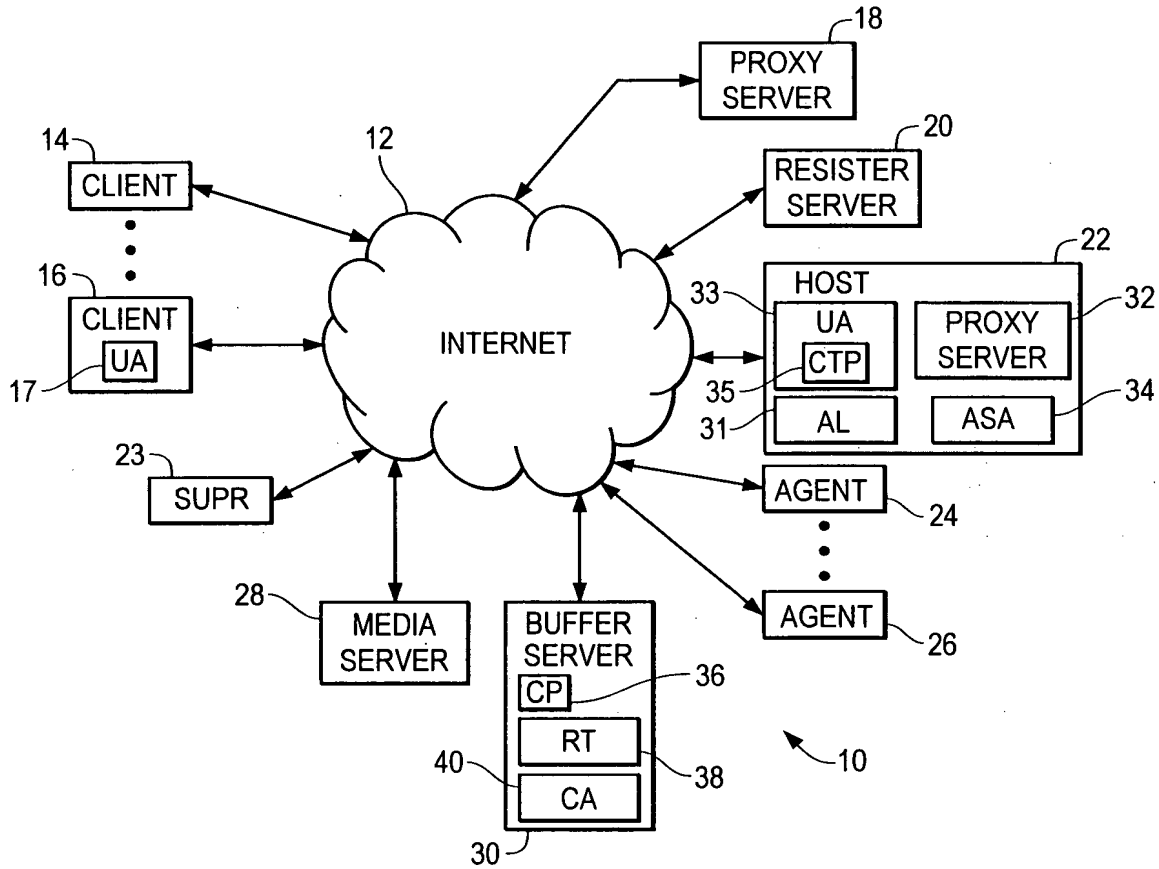 18
PROXY
SERVER
20
RESISTER
SERVER
14
CLIENT
12
16
CLIENT
UA
17
INTERNET
22
HOST
33
UA
CTP
35
32
PROXY
SERVER
31
AL
34
ASA
23
SUPR
AGENT
24
28
MEDIA
SERVER
BUFFER
SERVER
CP
36
RT
38
40
CA
30
AGENT
26
10